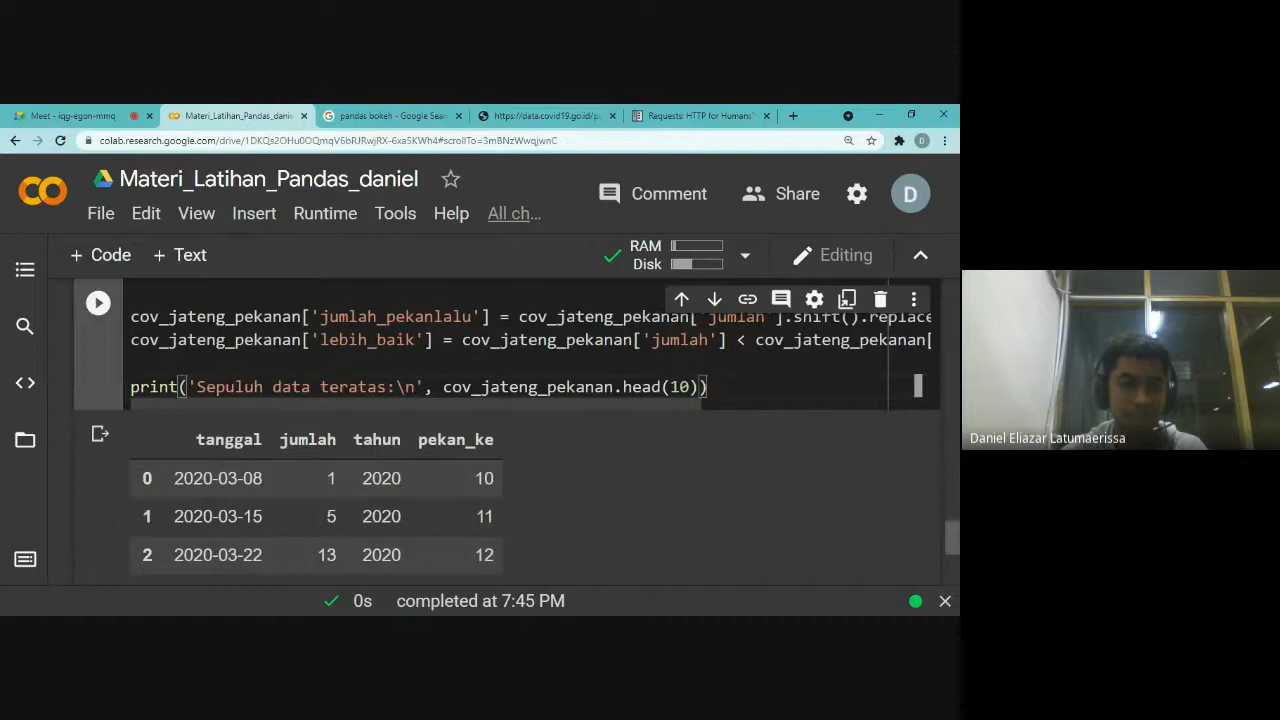 Meet - iqg-egon-mmq
Materi_Latihan_Pandas_danie
pandas bokeh - Google Sear
https://data.covid19.go.id/p
Requests: HTTP for Humans
colab.research.google.com/drive/1DKQs2OHu0OQmqV6bRJRwjRX-6xa5KWh4#scrollTo=3mBNzWwqjwnC
D
Materi_Latihan_Pandas_daniel
Comment
Share
D
File Edit View Insert Runtime Tools Help All ch...
+ Code + Text
RAM
Disk
Editing
cov_jateng_pekanan['jumlah_pekanlalu'] = cov_jateng_pekanan['jumlah'].shift().replace
cov_jateng_pekanan['lebih_baik'] = cov_jateng_pekanan['jumlah'] < cov_jateng_pekanan[
print('Sepuluh data teratas:\n', cov_jateng_pekanan.head(10))
tanggal jumlah tahun pekan_ke
0 2020-03-08 1 2020 10
1 2020-03-15 5 2020 11
2 2020-03-22 13 2020 12
0s completed at 7:45 PM
Daniel Eliazar Latumaerissa